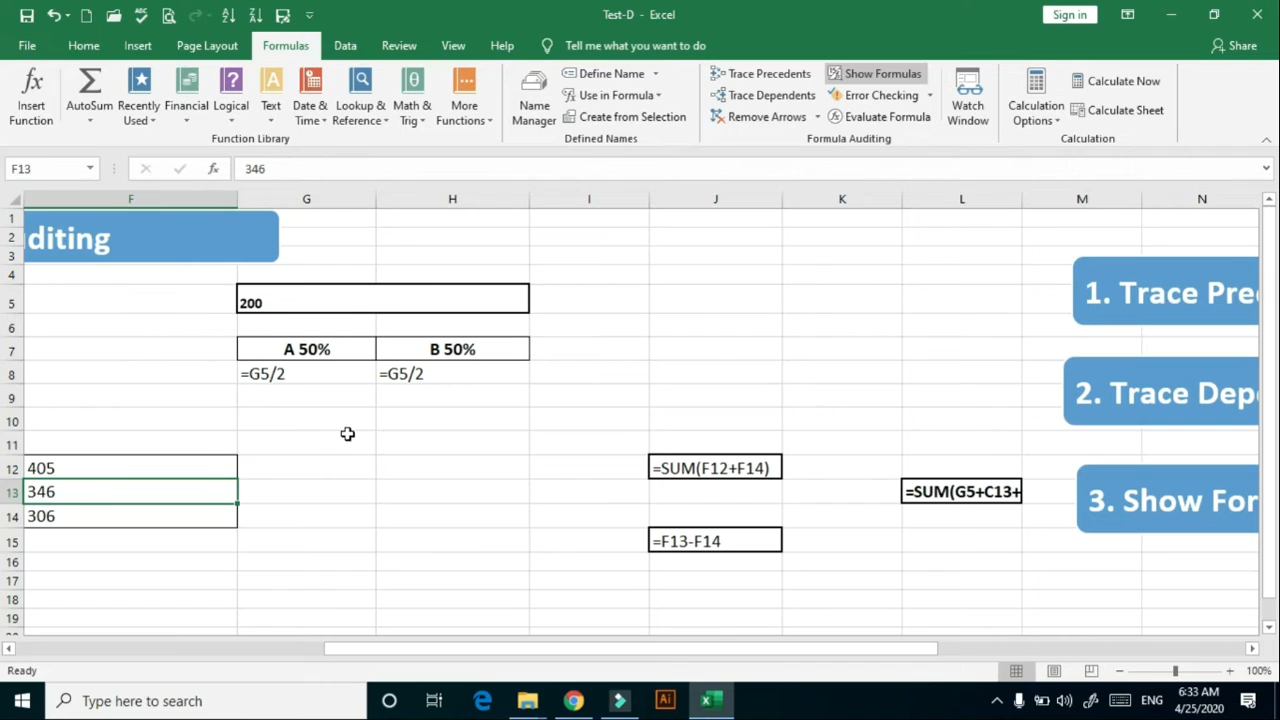 Test-D - Excel
Sign in
File Home Insert Page Layout Formulas Data Review View Help Tell me what you want to do Share
Insert Function
AutoSum
Recently Used
Financial
Logical
Text
Date & Time
Lookup & Reference
Math & Trig
More Functions
Function Library
Name Manager
Define Name
Use in Formula
Create from Selection
Defined Names
Trace Precedents
Trace Dependents
Remove Arrows
Show Formulas
Error Checking
Evaluate Formula
Formula Auditing
Watch Window
Calculation Options
Calculate Now
Calculate Sheet
Calculation
F13 fx 346
F G H I J K L M N
1
2 diting
3 1. Trace Pre
4
5 200
6
7 A 50% B 50%
8 =G5/2 =G5/2
9 2. Trace Dep
10
11
12 405 =SUM(F12+F14)
13 346 =SUM(G5+C13+ 3. Show For
14 306
15 =F13-F14
16
17
18
19
Ready 100%
Type here to search Ai ENG 6:33 AM
4/25/2020